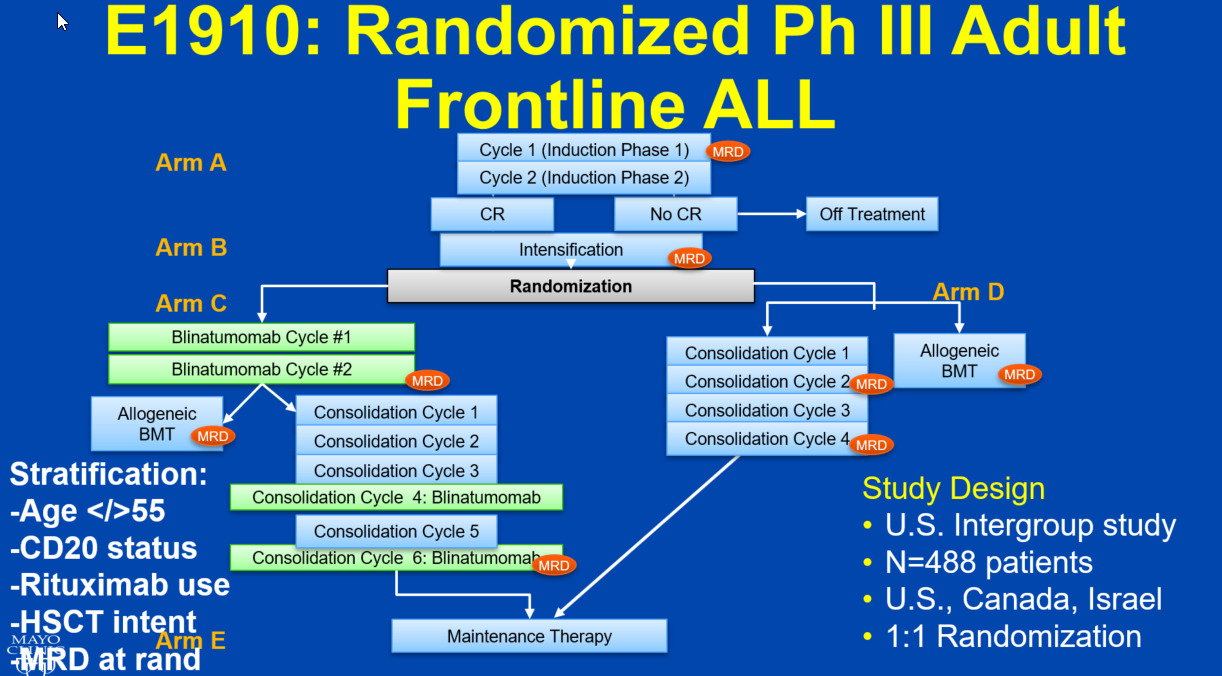 E1910: Randomized Ph III Adult
Frontline ALL
Arm A
Cycle 1 (Induction Phase 1)
MRD
Cycle 2 (Induction Phase 2)
CR
No CR
Off Treatment
Arm B
Intensification
MRD
Randomization
Arm C
Arm D
Blinatumomab Cycle #1
Blinatumomab Cycle #2
MRD
Allogeneic
BMT
MRD
Consolidation Cycle 1
Consolidation Cycle 2
Consolidation Cycle 3
Consolidation Cycle 4: Blinatumomab
Consolidation Cycle 5
Consolidation Cycle 6: Blinatumomab
MRD
Consolidation Cycle 1
Consolidation Cycle 2
MRD
Consolidation Cycle 3
Consolidation Cycle 4
MRD
Allogeneic
BMT
MRD
Stratification:
-Age </>55
-CD20 status
-Rituximab use
-HSCT intent
-MRD at rand
Arm E
MAYO
CLINIC
Maintenance Therapy
Study Design
• U.S. Intergroup study
• N=488 patients
• U.S., Canada, Israel
• 1:1 Randomization